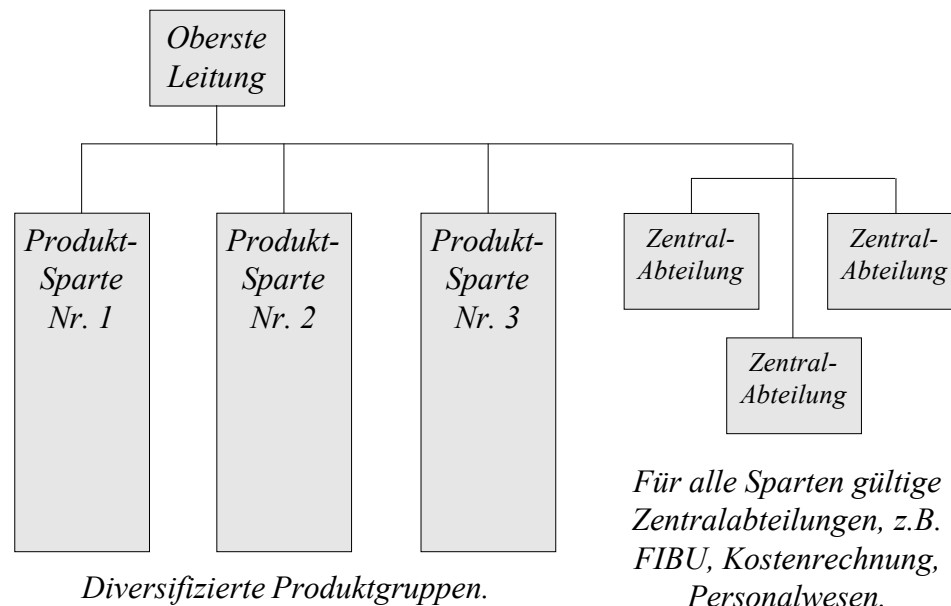 Oberste
Leitung
Produkt-
Sparte
Nr. 1
Produkt-
Sparte
Nr. 2
Produkt-
Sparte
Nr. 3
Zentral-
Abteilung
Zentral-
Abteilung
Zentral-
Abteilung
Diversifizierte Produktgruppen.
Für alle Sparten gültige
Zentralabteilungen, z.B.
FIBU, Kostenrechnung,
Personalwesen.